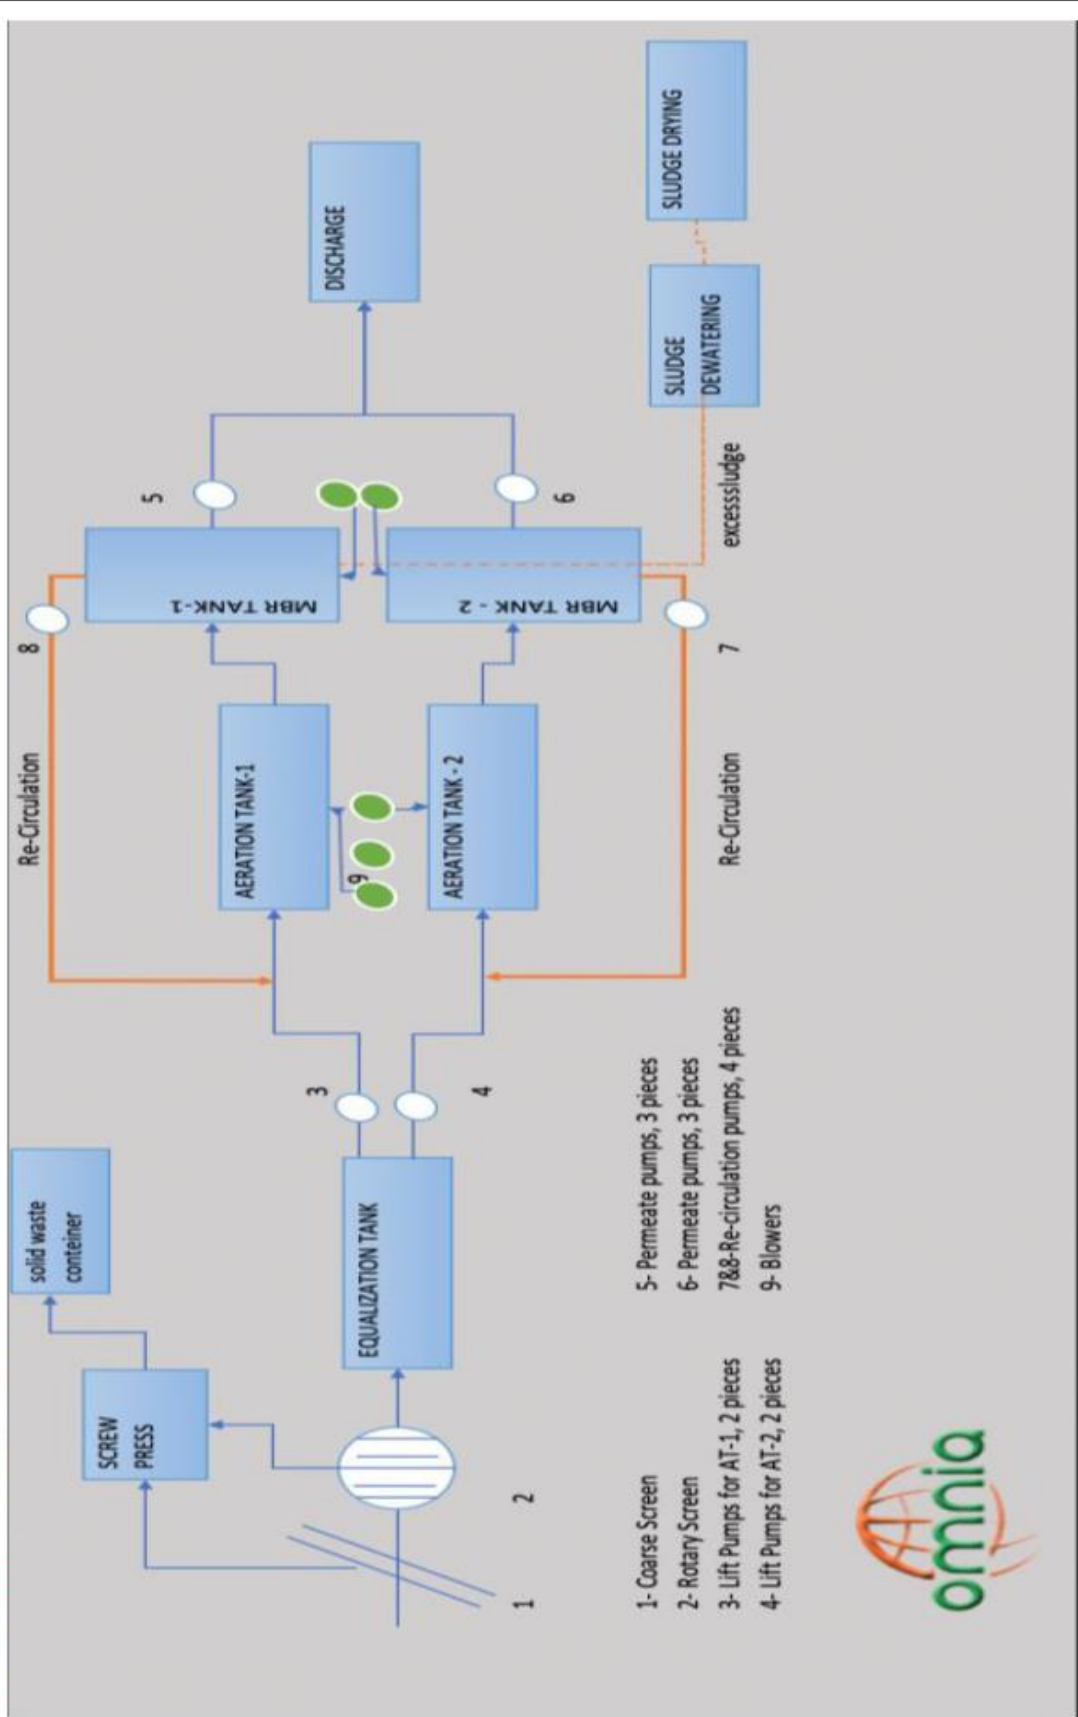 solid waste
conteiner
SCREW
PRESS
Re-Circulation
8
5
3
AERATION TANK-1
MBR TANK-1
DISCHARGE
EQUALIZATION TANK
9
4
AERATION TANK - 2
MBR TANK - 2
6
1
2
Re-Circulation
7
excesssludge
SLUDGE
DEWATERING
SLUDGE DRYING
1- Coarse Screen
2- Rotary Screen
3- Lift Pumps for AT-1, 2 pieces
4- Lift Pumps for AT-2, 2 pieces
5- Permeate pumps, 3 pieces
6- Permeate pumps, 3 pieces
7&8-Re-circulation pumps, 4 pieces
9- Blowers
omnia